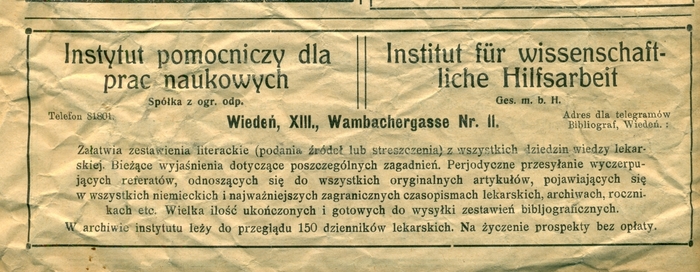 Instytut pomocniczy dla
prac naukowych
Spółka z ogr. odp.
Institut für wissenschaft-
liche Hilfsarbeit
Ges. m. b. H.
Telefon 84801.
Wiedeń, XIII., Wambachergasse Nr. II.
Adres dla telegramów
Bibliograf, Wiedeń. :
Załatwia zestawienia literackie (podania źródeł lub streszczenia) z wszystkich dziedzin wiedzy lekar-
skiej. Bieżące wyjaśnienia dotyczące poszczególnych zagadnień. Perjodyczne przesyłanie wyczerpu-
jących referatów, odnoszących się do wszystkich oryginalnych artykułów, pojawiających się
w wszystkich niemieckich i najważniejszych zagranicznych czasopismach lekarskich, archiwach, roczni-
kach etc. Wielka ilość ukończonych i gotowych do wysyłki zestawień bibljograficznych.
W archiwie instytutu leży do przeglądu 150 dzienników lekarskich. Na życzenie prospekty bez opłaty.